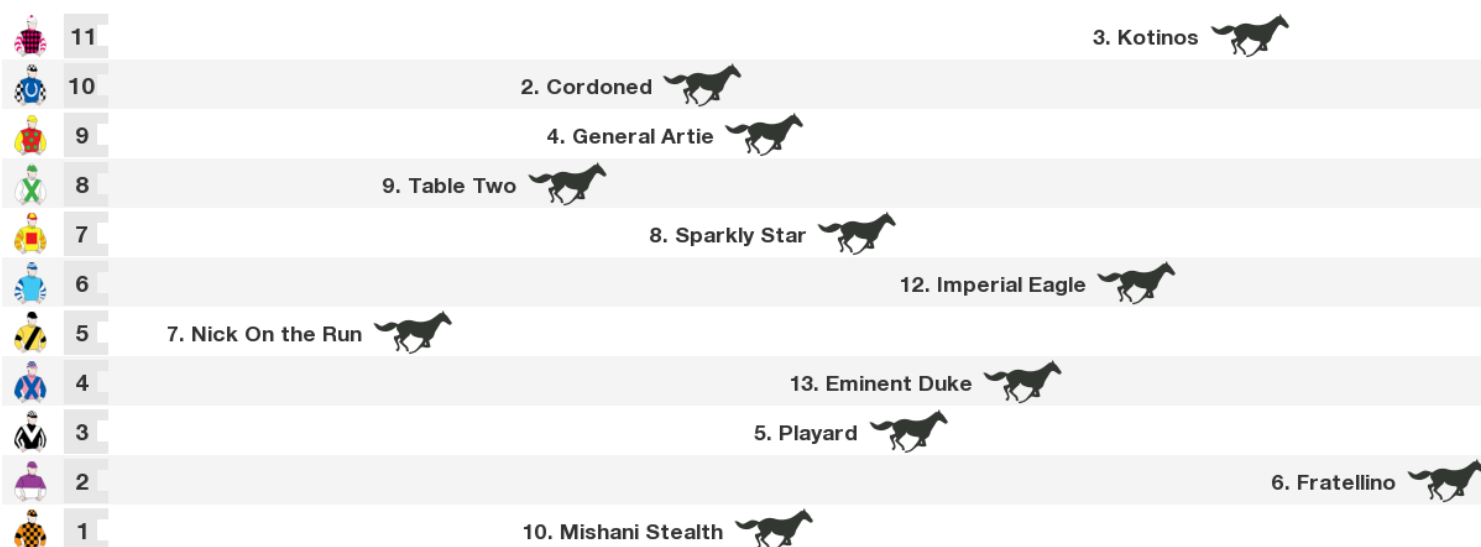 11 3. Kotinos
10 2. Cordoned
9 4. General Artie
8 9. Table Two
7 8. Sparkly Star
6 12. Imperial Eagle
5 7. Nick On the Run
4 13. Eminent Duke
3 5. Playard
2 6. Fratellino
1 10. Mishani Stealth